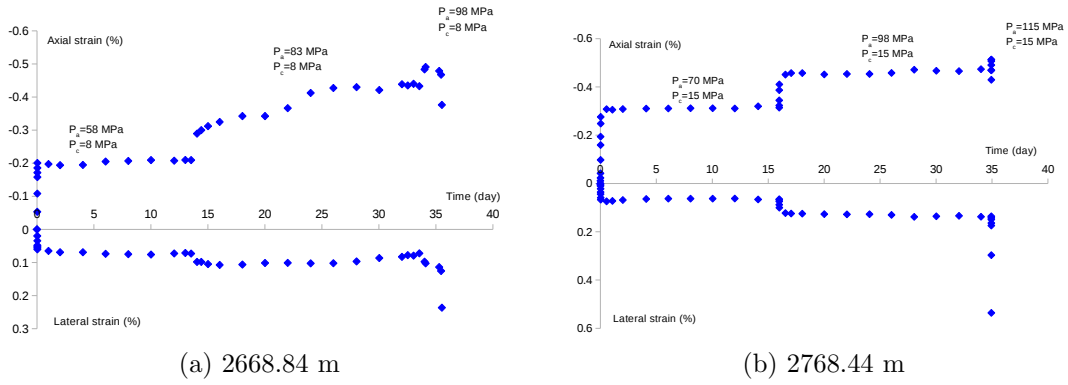 Pa=98 MPa
Pc=8 MPa
-0.6
Axial strain (%)
-0.5
Pa=83 MPa
Pc=8 MPa
-0.4
-0.3
Pa=58 MPa
Pc=8 MPa
-0.2
-0.1
Time (day)
0 5 10 15 20 25 30 35 40
0
0.1
0.2
Lateral strain (%)
0.3
(a) 2668.84 m
Pa=115 MPa
Pc=15 MPa
-0.6
Axial strain (%)
Pa=98 MPa
Pc=15 MPa
-0.4
Pa=70 MPa
Pc=15 MPa
-0.2
Time (day)
0 5 10 15 20 25 30 35 40
0
0.2
0.4
Lateral strain (%)
0.6
(b) 2768.44 m